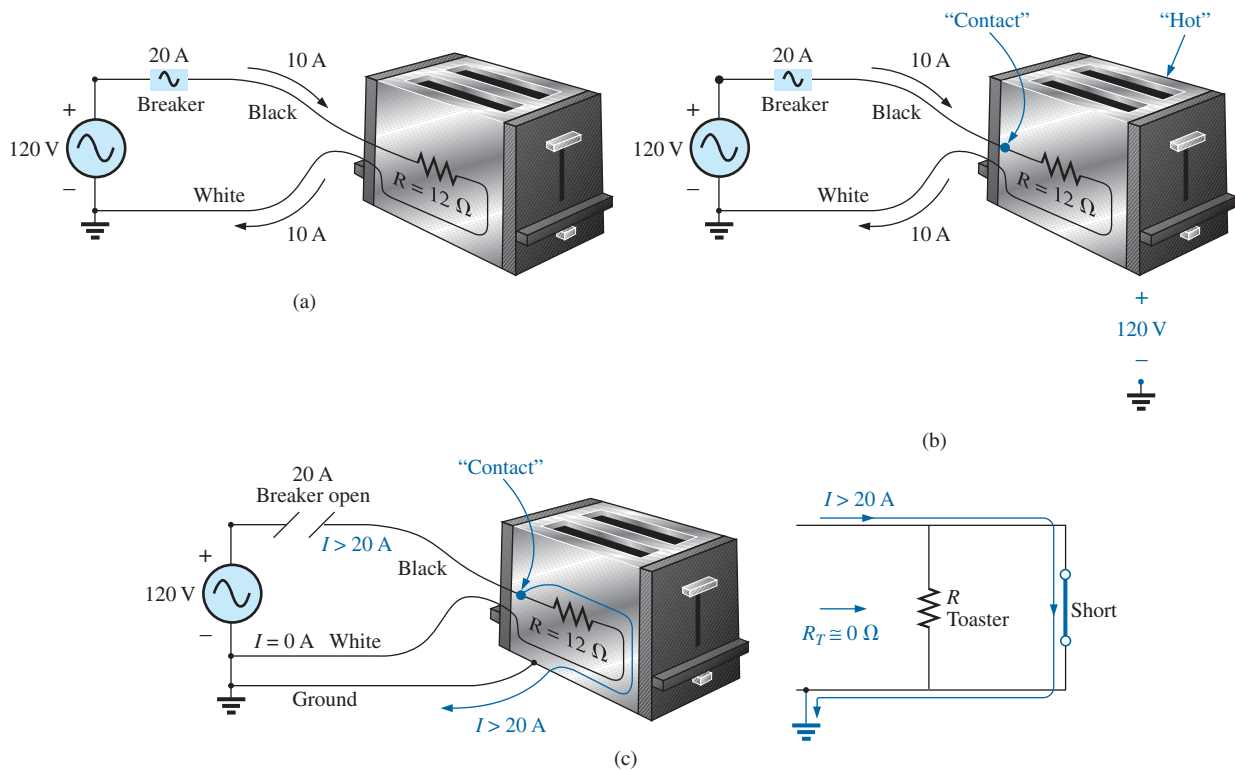 20 A
Breaker
10 A
Black
+
120 V
–
R = 12 Ω
White
10 A
(a)
"Contact"
"Hot"
20 A
Breaker
10 A
Black
+
120 V
–
R = 12 Ω
White
10 A
+
120 V
–
(b)
20 A
Breaker open
I > 20 A
"Contact"
Black
+
120 V
–
R = 12 Ω
I = 0 A White
Ground
I > 20 A
I > 20 A
R
Toaster
Short
R_T ≅ 0 Ω
(c)